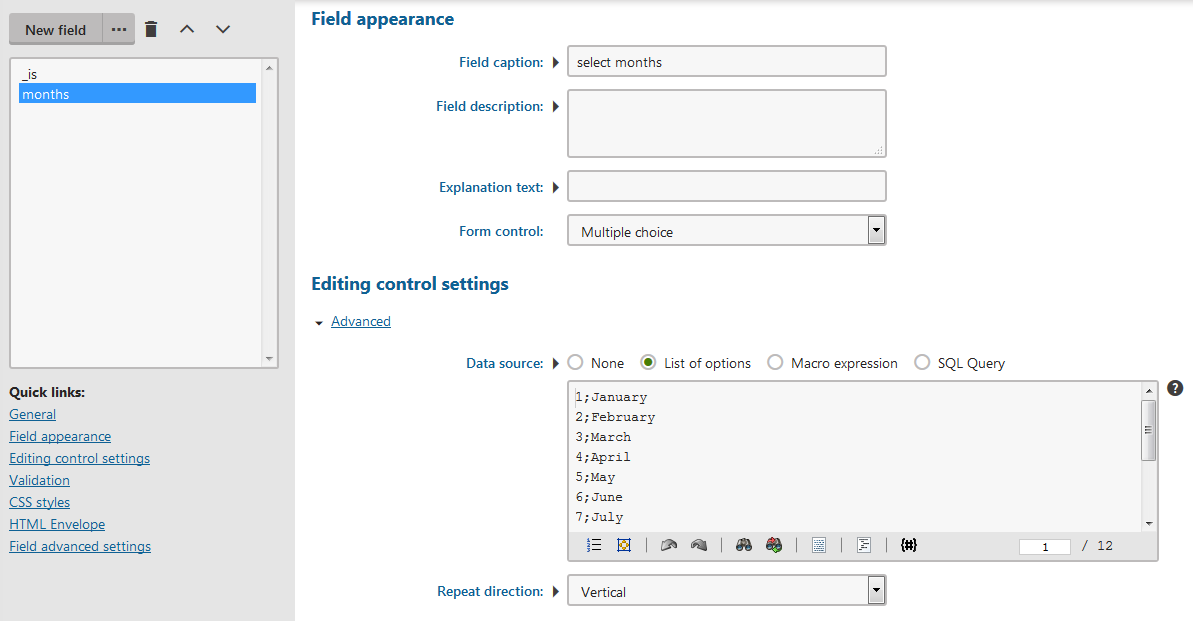 New field ...
_is
months
Quick links:
General
Field appearance
Editing control settings
Validation
CSS styles
HTML Envelope
Field advanced settings
Field appearance
Field caption: select months
Field description:
Explanation text:
Form control: Multiple choice
Editing control settings
Advanced
Data source: None List of options Macro expression SQL Query
?
1;January
2;February
3;March
4;April
5;May
6;June
7;July
{#}
1 / 12
Repeat direction: Vertical